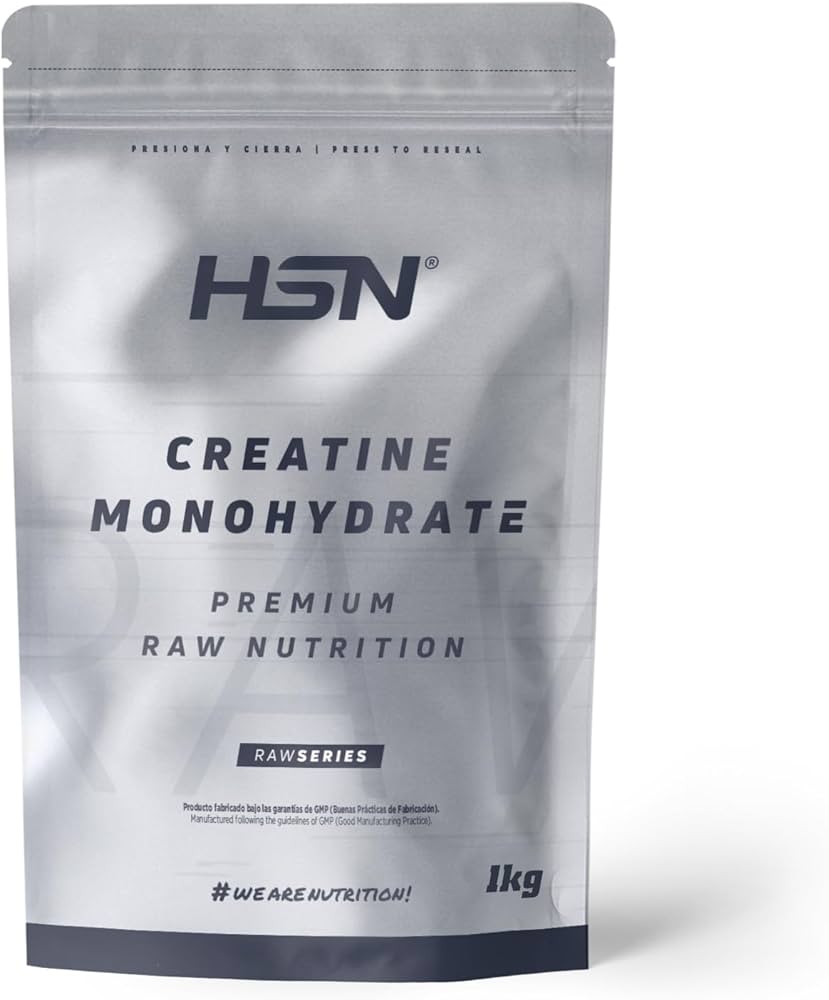 PRESIONA Y CIERRA | PRESS TO RESEAL
HSN®
CREATINE
MONOHYDRATE
PREMIUM
RAW NUTRITION
RAW
RAWSERIES
Producto fabricado bajo las garantías de GMP (Buenas Prácticas de Fabricación).
Manufactured following the guidelines of GMP (Good Manufacturing Practice).
#WEARENUTRITION!
1kg